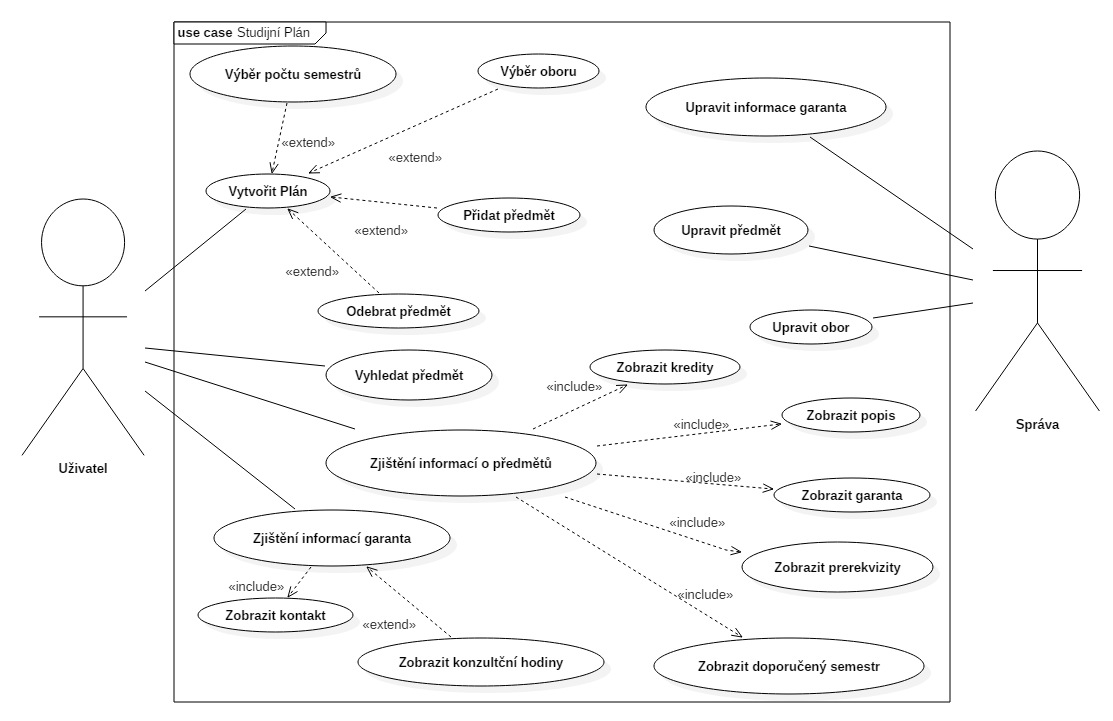 use case Studijní Plán
Výběr počtu semestrů
Výběr oboru
Upravit informace garanta
«extend»
«extend»
Vytvořit Plán
Přidat předmět
«extend»
Upravit předmět
«extend»
Odebrat předmět
Upravit obor
Vyhledat předmět
Zobrazit kredity
«include»
Zobrazit popis
«include»
Správa
Uživatel
Zjištění informací o předmětů
«include»
Zobrazit garanta
«include»
Zjištění informací garanta
Zobrazit prerekvizity
«include»
«include»
Zobrazit kontakt
«extend»
Zobrazit konzultční hodiny
Zobrazit doporučený semestr